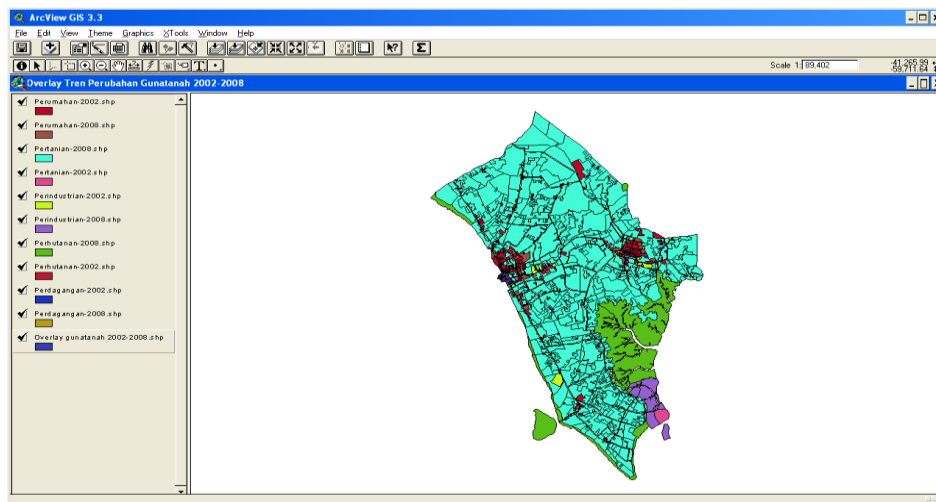 ArcView GIS 3.3
File Edit View Theme Graphics XTools Window Help
Scale 1: 89,402
-41,265.99
-59,711.64
Overlay Tren Perubahan Gunatanah 2002-2008
Perumahan-2002.shp
Perumahan-2008.shp
Pertanian-2008.shp
Pertanian-2002.shp
Perindustrian-2002.shp
Perindustrian-2008.shp
Perhutanan-2008.shp
Perhutanan-2002.shp
Perdagangan-2002.shp
Perdagangan-2008.shp
Overlay gunatanah 2002-2008.shp